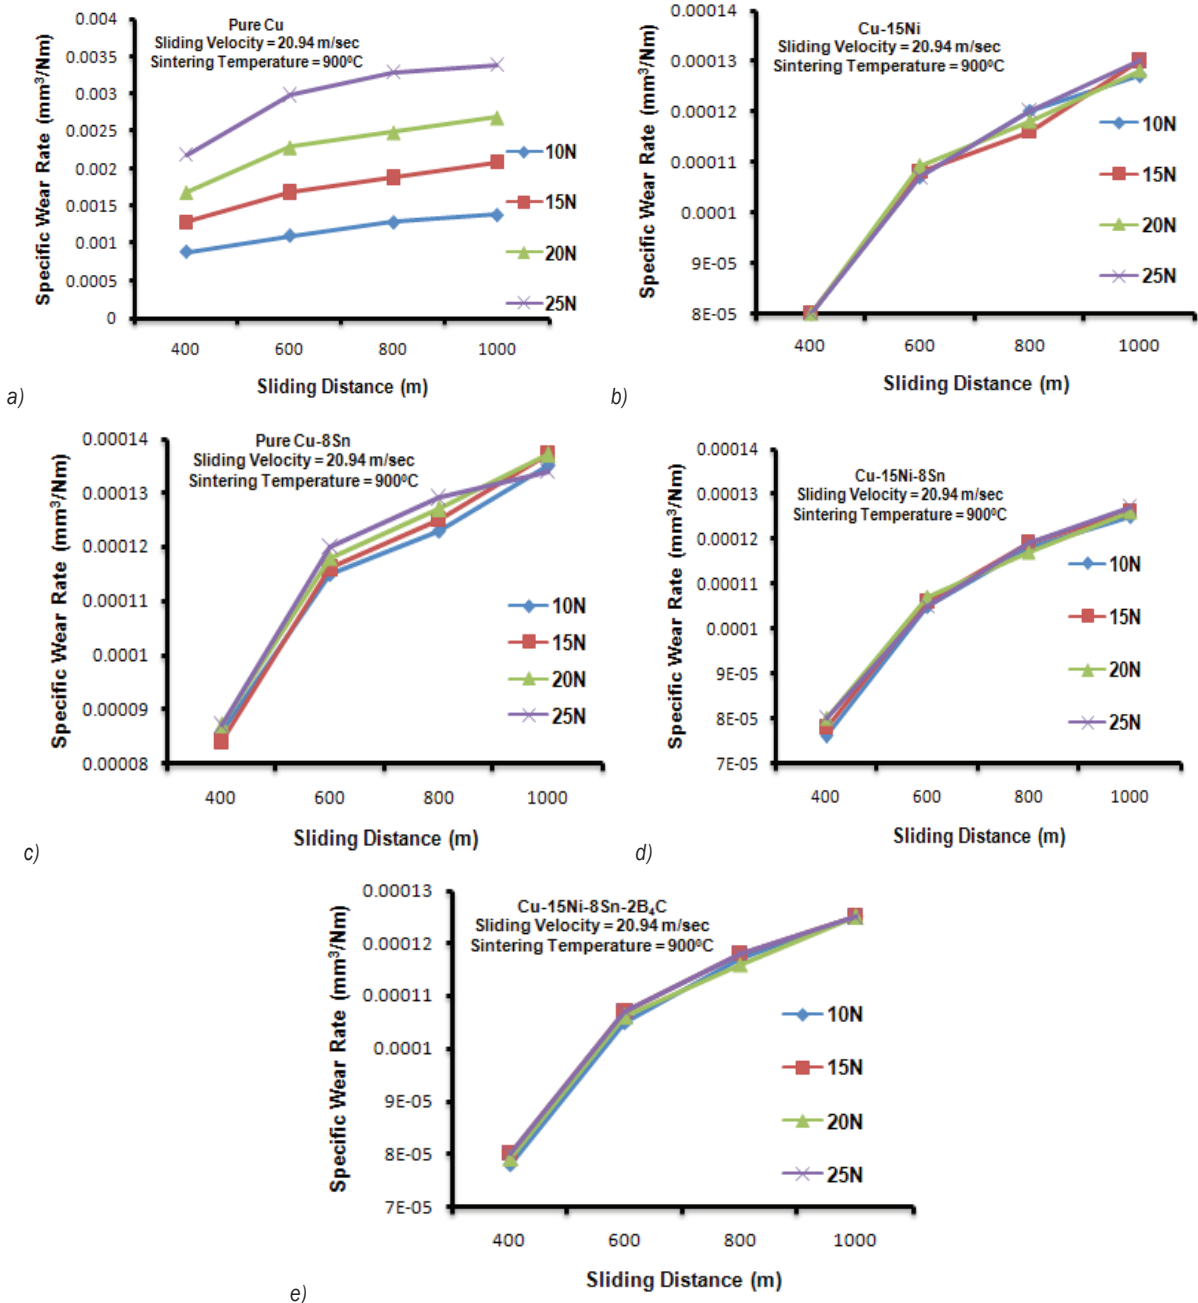 0.004
0.0035
0.003
0.0025
0.002
0.0015
0.001
0.0005
0
Specific Wear Rate (mm³/Nm)
Pure Cu
Sliding Velocity = 20.94 m/sec
Sintering Temperature = 900⁰C
10N
15N
20N
25N
400 600 800 1000
Sliding Distance (m)
a)
0.00014
0.00013
0.00012
0.00011
0.0001
9E-05
8E-05
Specific Wear Rate (mm³/Nm)
Cu-15Ni
Sliding Velocity = 20.94 m/sec
Sintering Temperature = 900⁰C
10N
15N
20N
25N
400 600 800 1000
Sliding Distance (m)
b)
0.00014
0.00013
0.00012
0.00011
0.0001
0.00009
0.00008
Specific Wear Rate (mm³/Nm)
Pure Cu-8Sn
Sliding Velocity = 20.94 m/sec
Sintering Temperature = 900⁰C
10N
15N
20N
25N
400 600 800 1000
Sliding Distance (m)
c)
0.00014
0.00013
0.00012
0.00011
0.0001
9E-05
8E-05
7E-05
Specific Wear Rate (mm³/Nm)
Cu-15Ni-8Sn
Sliding Velocity = 20.94 m/sec
Sintering Temperature = 900⁰C
10N
15N
20N
25N
400 600 800 1000
Sliding Distance (m)
d)
0.00013
0.00012
0.00011
0.0001
9E-05
8E-05
7E-05
Specific Wear Rate (mm³/Nm)
Cu-15Ni-8Sn-2B₄C
Sliding Velocity = 20.94 m/sec
Sintering Temperature = 900⁰C
10N
15N
20N
25N
400 600 800 1000
Sliding Distance (m)
e)